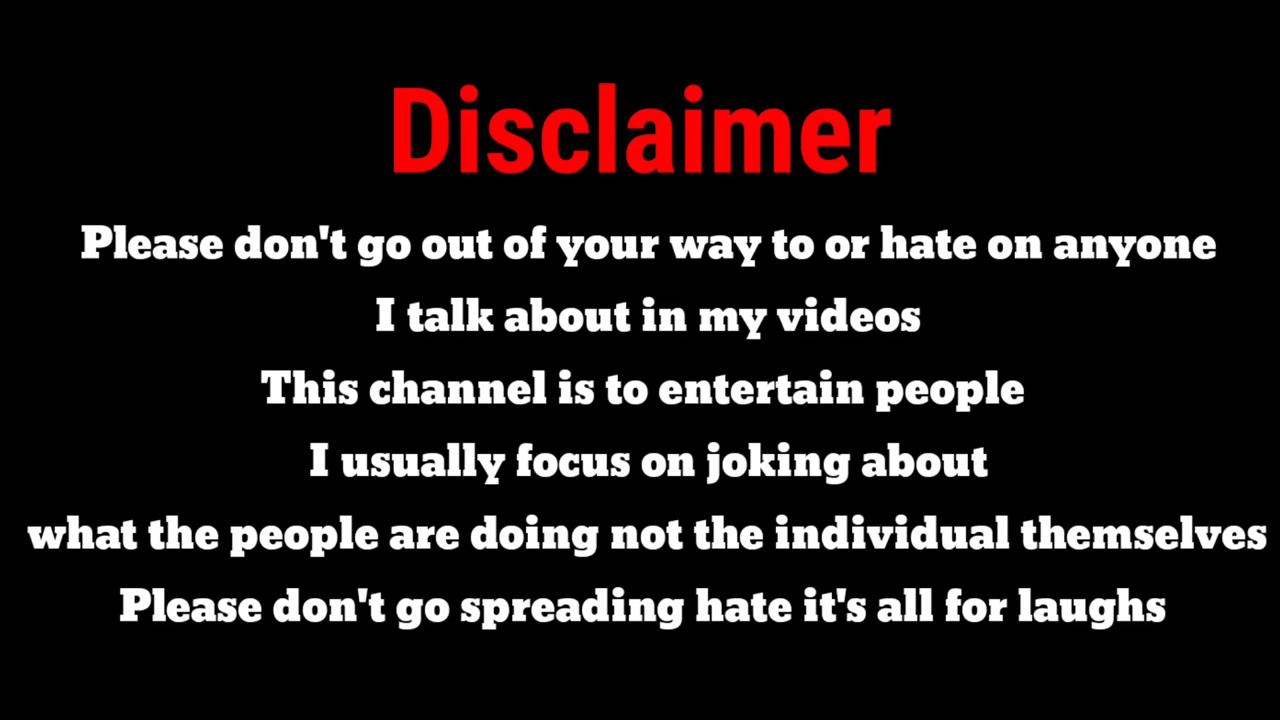 Disclaimer
Please don't go out of your way to or hate on anyone
I talk about in my videos
This channel is to entertain people
I usually focus on joking about
what the people are doing not the individual themselves
Please don't go spreading hate it's all for laughs